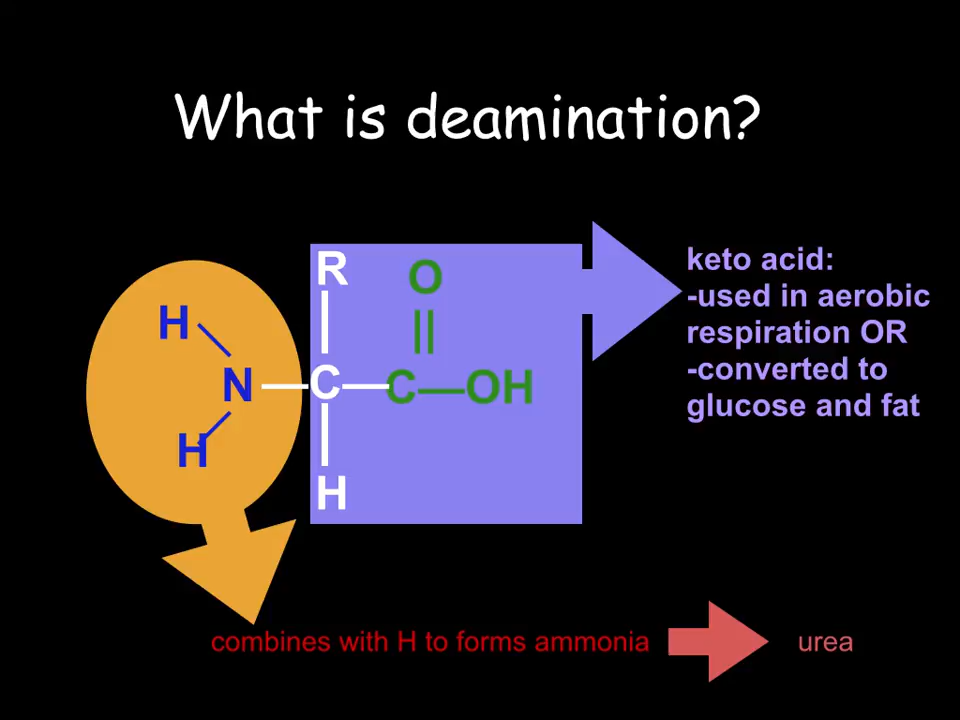 What is deamination?
R
O
||
H
N—C—C—OH
H
H
keto acid:
-used in aerobic
respiration OR
-converted to
glucose and fat
combines with H to forms ammonia
urea